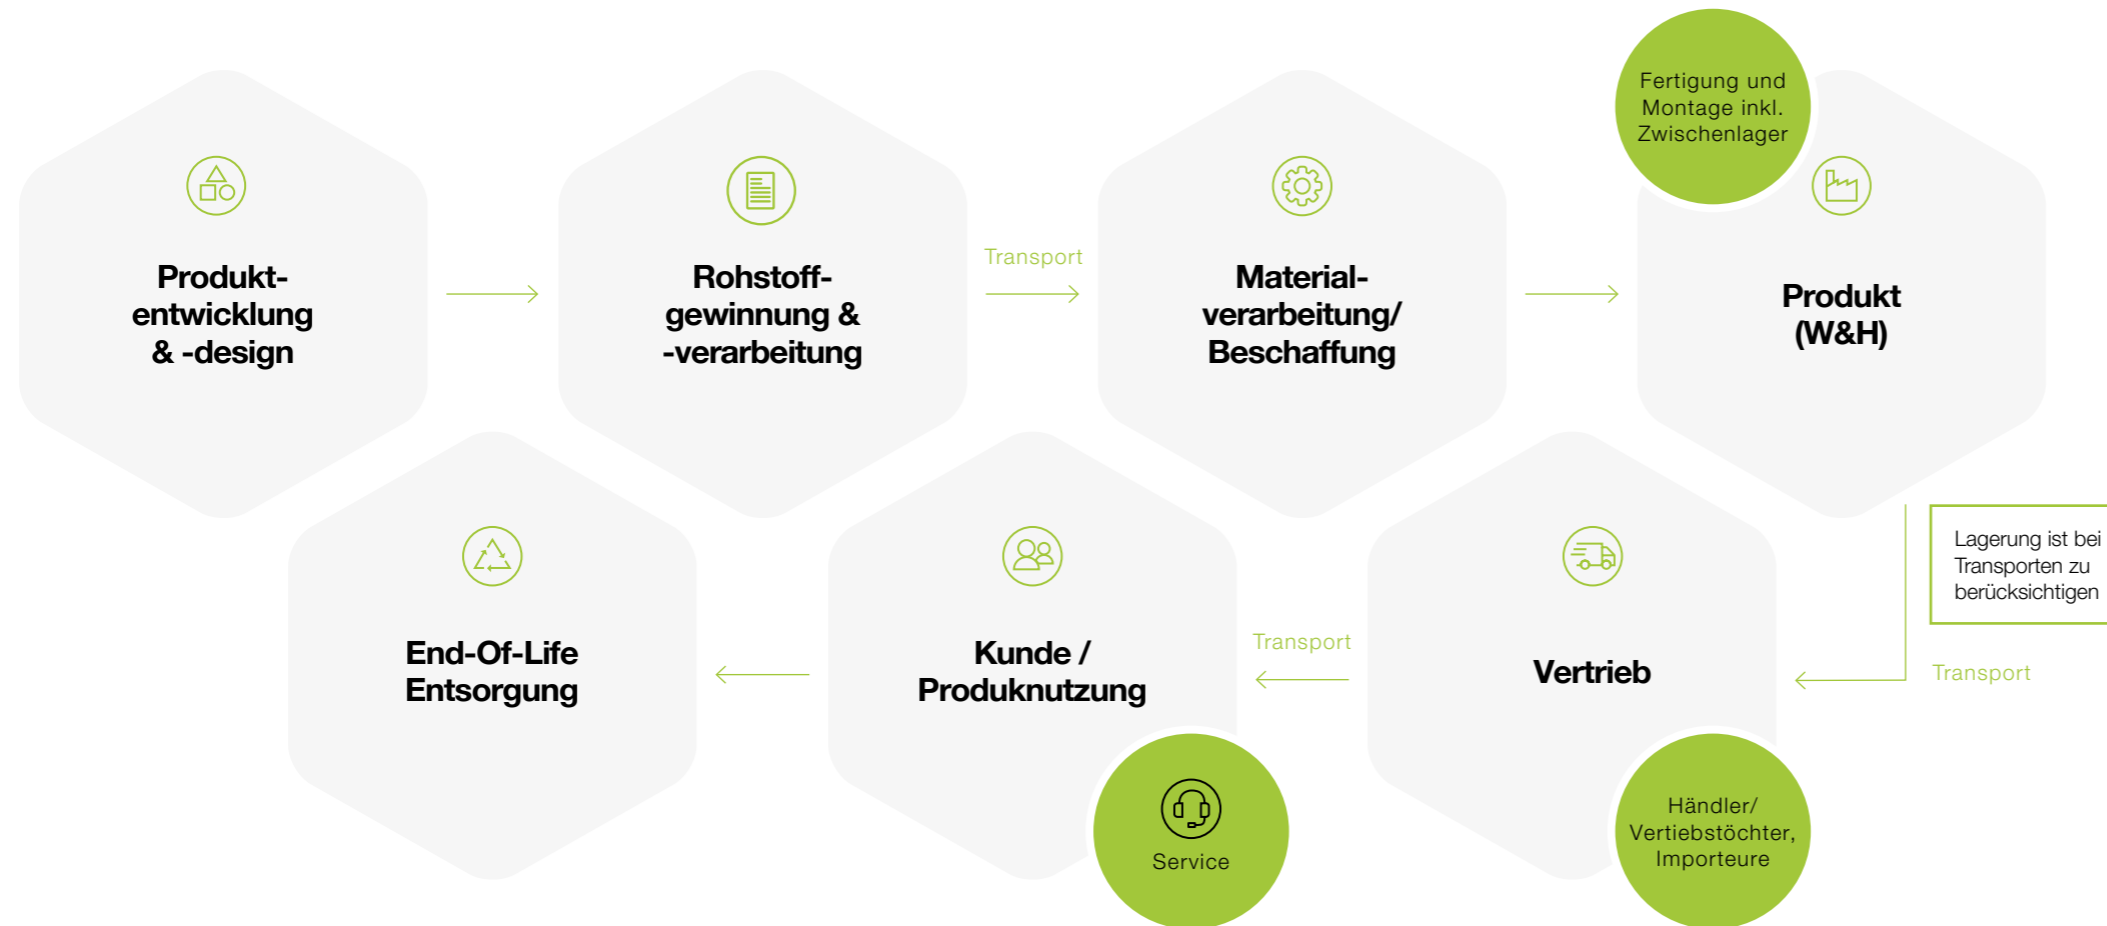 Produkt-
entwicklung
& -design
Rohstoff-
gewinnung &
-verarbeitung
Transport
Material-
verarbeitung/
Beschaffung
Fertigung und
Montage inkl.
Zwischenlager
Produkt
(W&H)
Lagerung ist bei
Transporten zu
berücksichtigen
Transport
Vertrieb
Händler/
Vertiebstöchter,
Importeure
Transport
Kunde /
Produknutzung
Service
End-Of-Life
Entsorgung